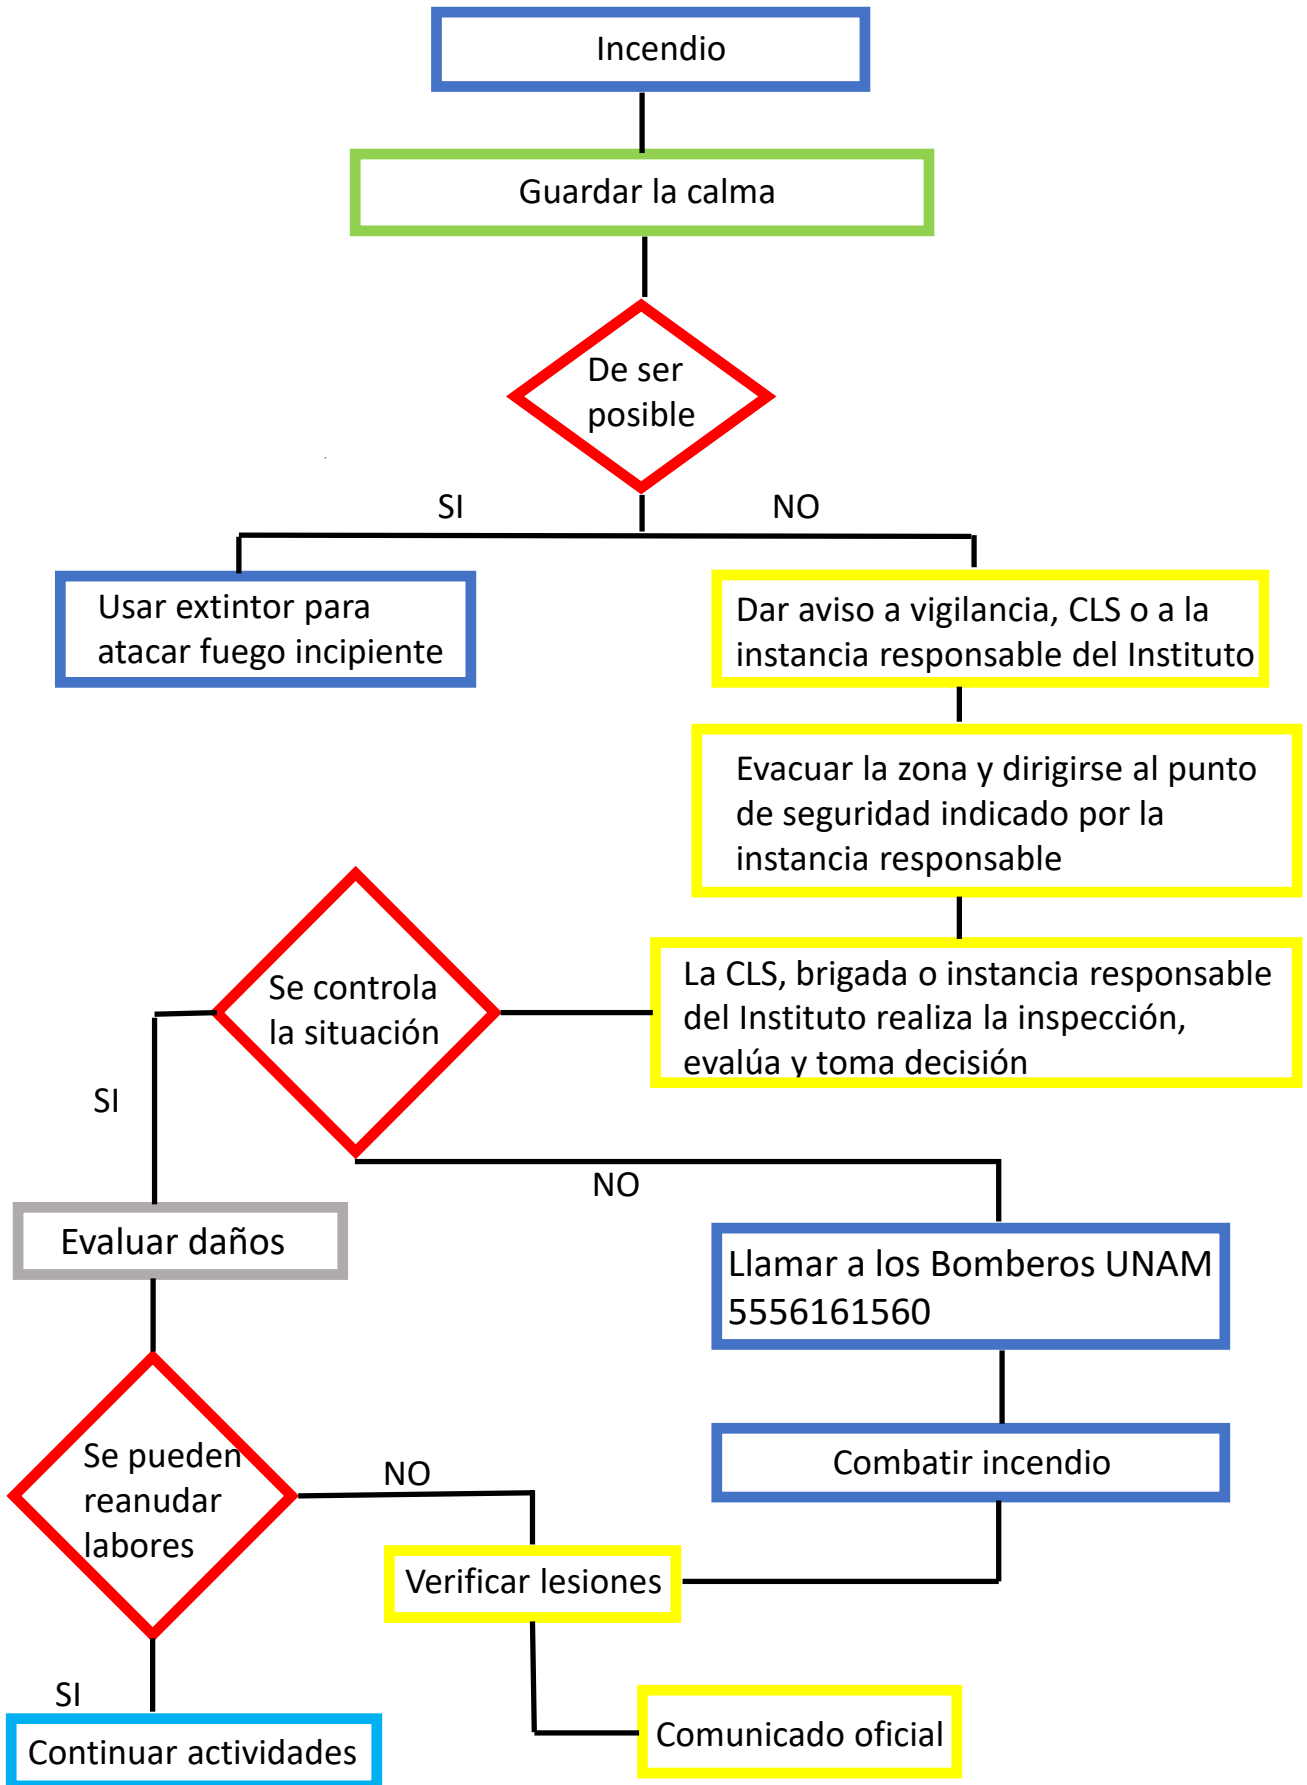 Incendio
Guardar la calma
De ser
posible
SI
NO
Usar extintor para
atacar fuego incipiente
Dar aviso a vigilancia, CLS o a la
instancia responsable del Instituto
Evacuar la zona y dirigirse al punto
de seguridad indicado por la
instancia responsable
La CLS, brigada o instancia responsable
del Instituto realiza la inspección,
evalúa y toma decisión
Se controla
la situación
SI
NO
Evaluar daños
Llamar a los Bomberos UNAM
5556161560
Combatir incendio
Se pueden
reanudar
labores
NO
Verificar lesiones
SI
Continuar actividades
Comunicado oficial